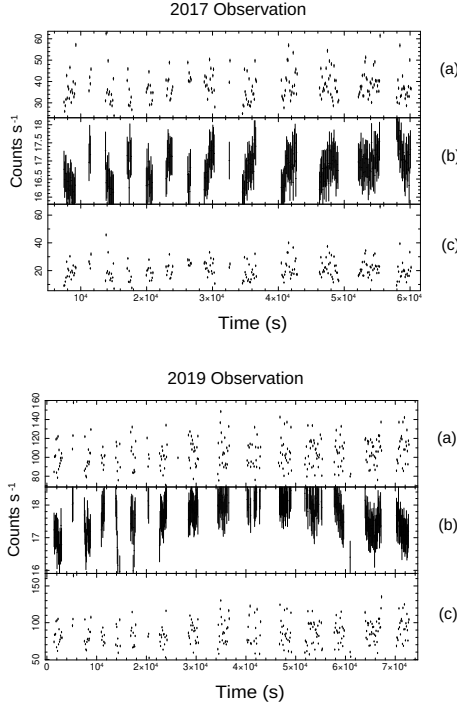 2017 Observation
60
50
40
30
(a)
Counts s⁻¹
18
17.5
17
16.5
16
(b)
60
40
20
(c)
10⁴ 2×10⁴ 3×10⁴ 4×10⁴ 5×10⁴ 6×10⁴
Time (s)
2019 Observation
160
140
120
100
80
(a)
Counts s⁻¹
18
17
16
(b)
150
100
50
(c)
0 10⁴ 2×10⁴ 3×10⁴ 4×10⁴ 5×10⁴ 6×10⁴ 7×10⁴
Time (s)